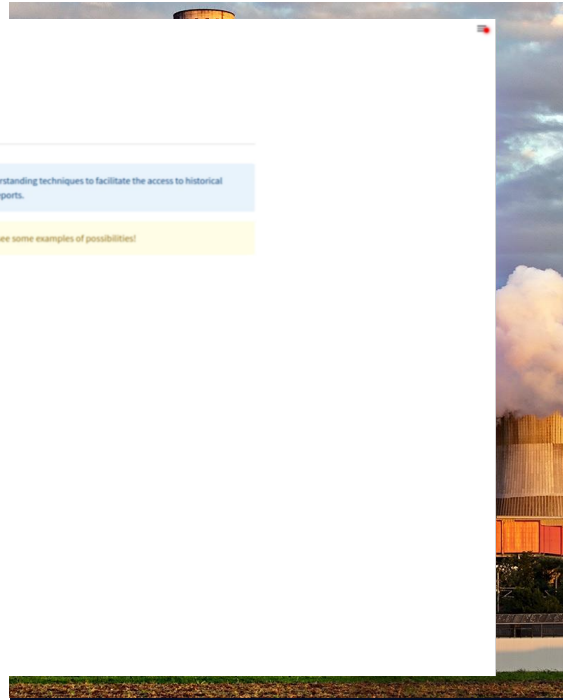 rstanding techniques to facilitate the access to historical
ports.
ee some examples of possibilities!